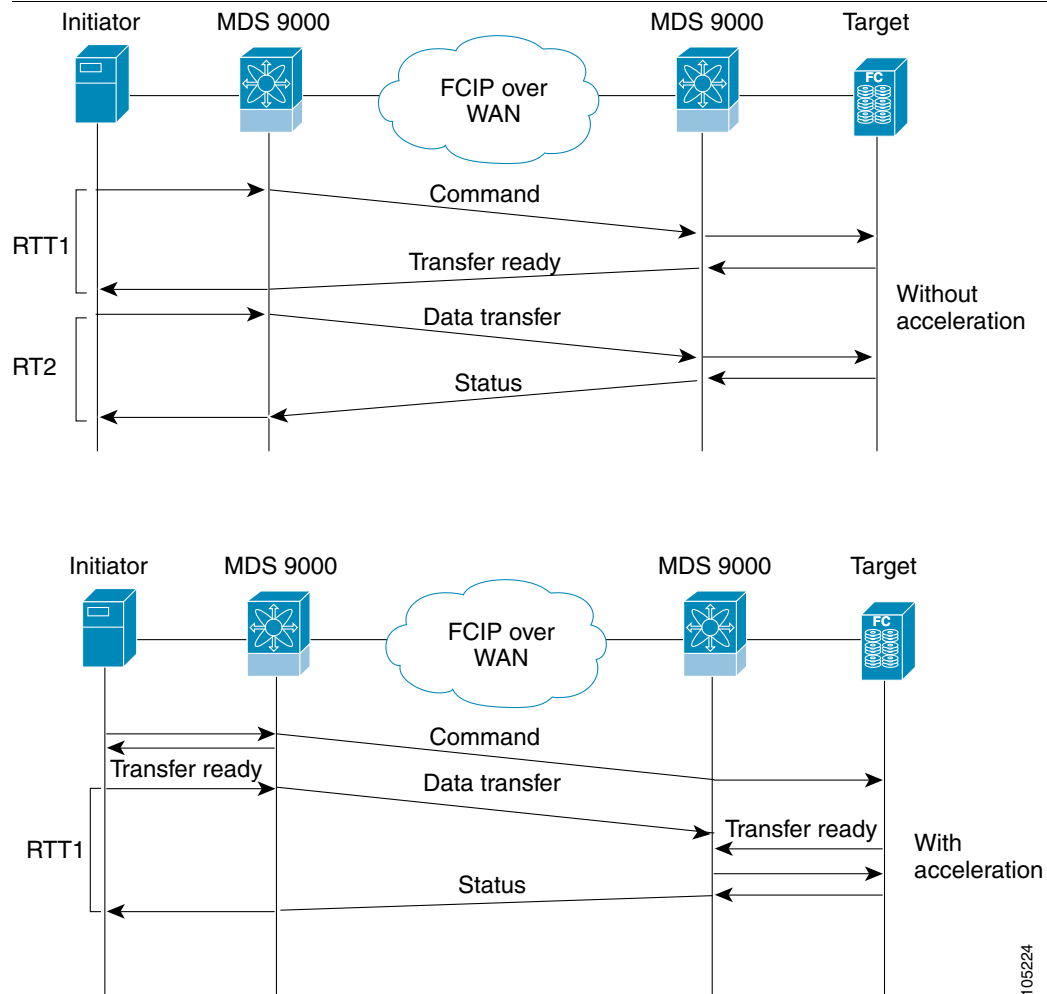 Initiator
MDS 9000
MDS 9000
Target
FCIP over
WAN
FC
Command
RTT1
Transfer ready
Without
acceleration
Data transfer
RT2
Status
Initiator
MDS 9000
MDS 9000
Target
FCIP over
WAN
FC
Command
Transfer ready
Data transfer
Transfer ready
With
acceleration
RTT1
Status
105224